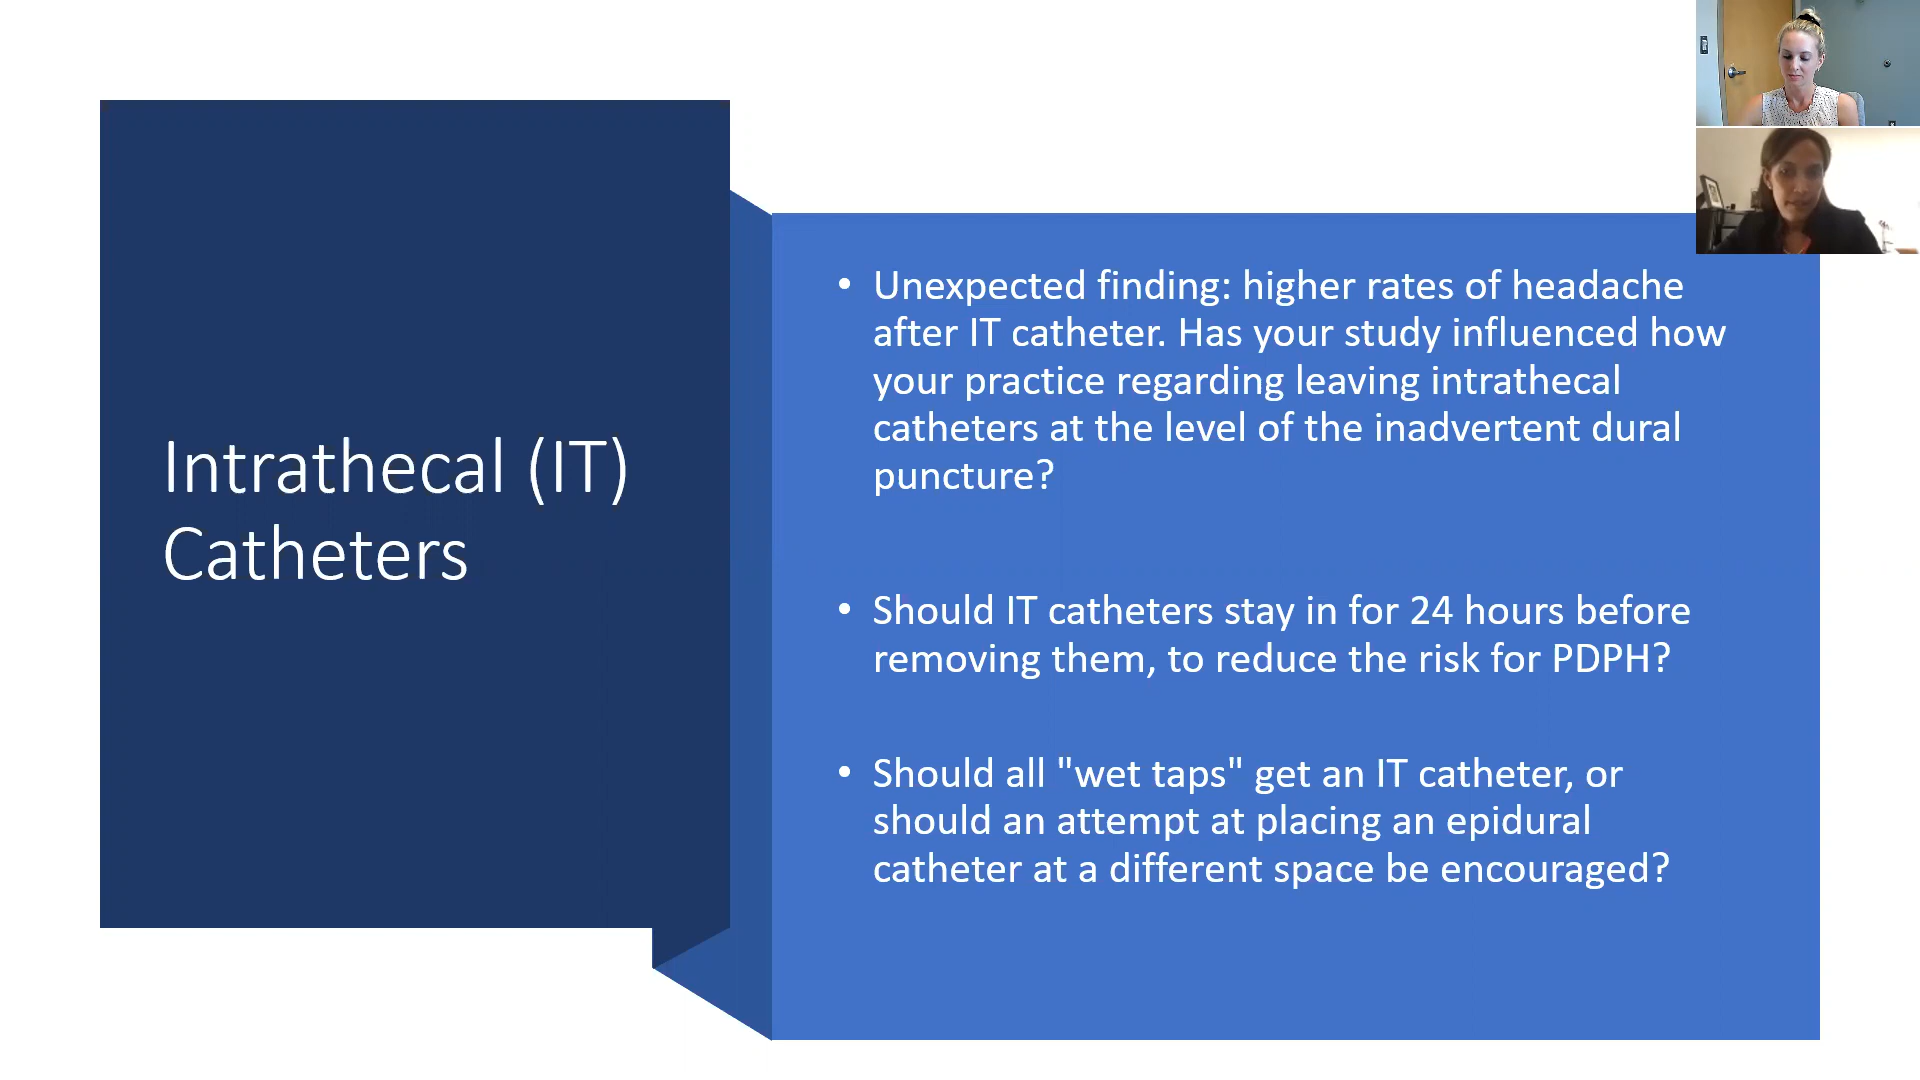 Intrathecal (IT)
Catheters
• Unexpected finding: higher rates of headache
after IT catheter. Has your study influenced how
your practice regarding leaving intrathecal
catheters at the level of the inadvertent dural
puncture?
• Should IT catheters stay in for 24 hours before
removing them, to reduce the risk for PDPH?
• Should all "wet taps" get an IT catheter, or
should an attempt at placing an epidural
catheter at a different space be encouraged?